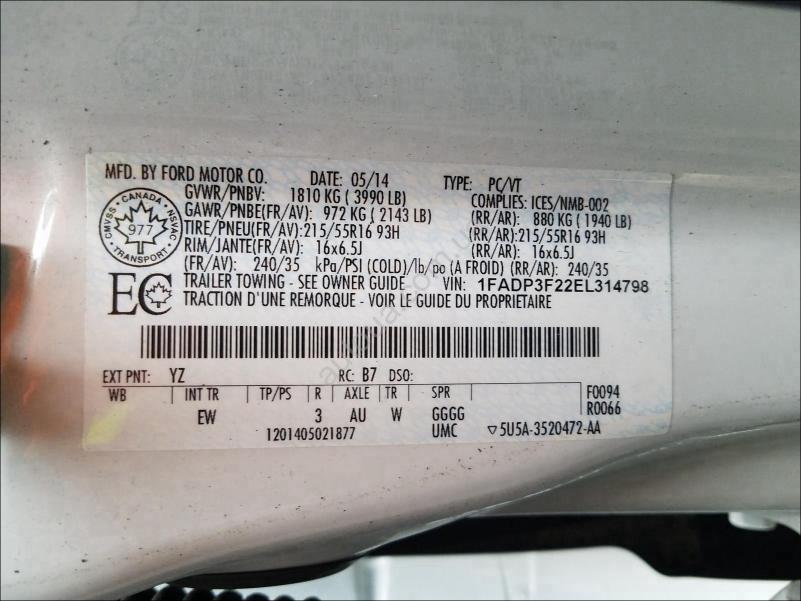 MFD. BY FORD MOTOR CO. DATE: 05/14 TYPE: PC/VT
GVWR/PNBV: 1810 KG ( 3990 LB) COMPLIES: ICES/NMB-002
GAWR/PNBE(FR/AV): 972 KG ( 2143 LB) (RR/AR): 880 KG ( 1940 LB)
TIRE/PNEU(FR/AV):215/55R16 93H (RR/AR):215/55R16 93H
RIM/JANTE(FR/AV): 16x6.5J (RR/AR): 16x6.5J
(FR/AV): 240/35 kPa/PSI (COLD)/lb/po (A FROID) (RR/AR): 240/35
TRAILER TOWING - SEE OWNER GUIDE VIN: 1FADP3F22EL314798
TRACTION D'UNE REMORQUE - VOIR LE GUIDE DU PROPRIETAIRE
CANADA
CMVSS NSVAC
977
TRANSPORT
EC
EXT PNT: YZ RC: B7 DSO:
WB INT TR TP/PS R AXLE TR SPR F0094
EW 3 AU W GGGG R0066
1201405021877 UMC ▽5U5A-3520472-AA